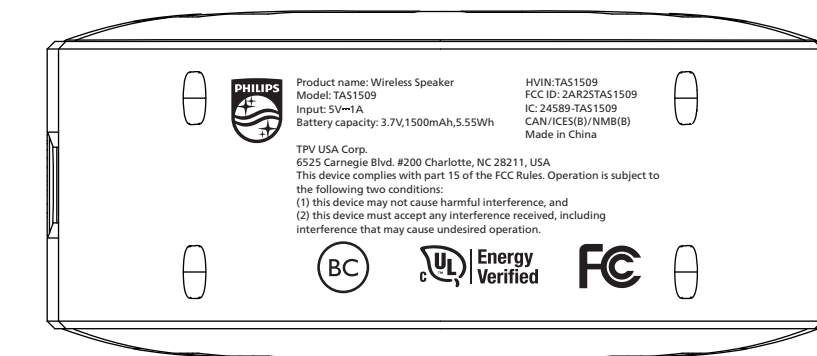 PHILIPS
Product name: Wireless Speaker
Model: TAS1509
Input: 5V⎓1A
Battery capacity: 3.7V,1500mAh,5.55Wh
HVIN:TAS1509
FCC ID: 2AR2STAS1509
IC: 24589-TAS1509
CAN/ICES(B)/NMB(B)
Made in China
TPV USA Corp.
6525 Carnegie Blvd. #200 Charlotte, NC 28211, USA
This device complies with part 15 of the FCC Rules. Operation is subject to
the following two conditions:
(1) this device may not cause harmful interference, and
(2) this device must accept any interference received, including
interference that may cause undesired operation.
BC
c UL ™ Energy
Verified
FC